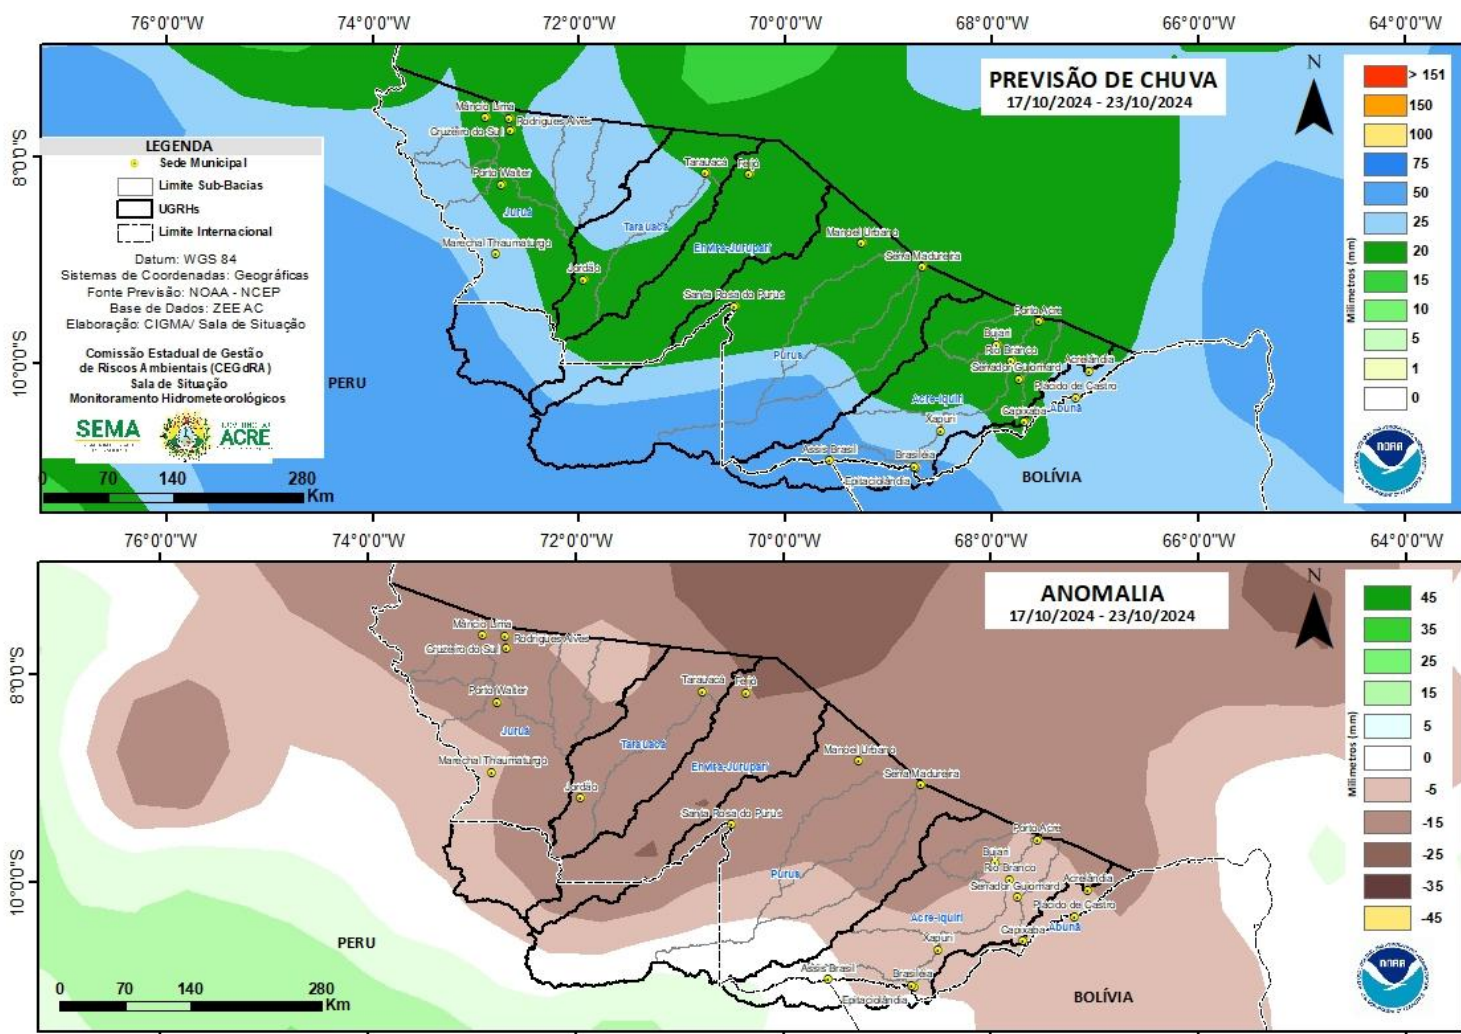 76°0'0"W 74°0'0"W 72°0'0"W 70°0'0"W 68°0'0"W 66°0'0"W 64°0'0"W
PREVISÃO DE CHUVA
17/10/2024 - 23/10/2024
N
8°0'0"S
10°0'0"S
LEGENDA
Sede Municipal
Limite Sub-Bacias
UGRHs
Limite Internacional
Datum: WGS 84
Sistemas de Coordenadas: Geográficas
Fonte Previsão: NOAA - NCEP
Base de Dados: ZEE AC
Elaboração: CIGMA/ Sala de Situação
Comissão Estadual de Gestão
de Riscos Ambientais (CEGdRA)
Sala de Situação
Monitoramento Hidrometeorológicos
SEMA
GOVERNO DO
ACRE
0 70 140 280
Km
Mâncio Lima
Rodrigues Alves
Cruzeiro do Sul
Porto Walter
Juruá
Marechal Thaumaturgo
Jordão
Tarauacá
Feijó
Tarauacá
Envira-Jurupari
Santa Rosa do Purus
Manoel Urbano
Sena Madureira
Purus
Porto Acre
Bujari
Rio Branco
Senador Guiomard
Acrelândia
Plácido de Castro
Acre-Iquiri
Abunã
Capixaba
Xapuri
Assis Brasil
Brasiléia
Epitaciolândia
PERU
BOLÍVIA
Milímetros (mm)
> 151
150
100
75
50
25
20
15
10
5
1
0
NOAA
76°0'0"W 74°0'0"W 72°0'0"W 70°0'0"W 68°0'0"W 66°0'0"W 64°0'0"W
ANOMALIA
17/10/2024 - 23/10/2024
N
8°0'0"S
10°0'0"S
Mâncio Lima
Rodrigues Alves
Cruzeiro do Sul
Porto Walter
Juruá
Marechal Thaumaturgo
Jordão
Tarauacá
Feijó
Tarauacá
Envira-Jurupari
Santa Rosa do Purus
Manoel Urbano
Sena Madureira
Purus
Porto Acre
Bujari
Rio Branco
Senador Guiomard
Acrelândia
Plácido de Castro
Acre-Iquiri
Abunã
Capixaba
Xapuri
Assis Brasil
Brasiléia
Epitaciolândia
PERU
BOLÍVIA
0 70 140 280
Km
Milímetros (mm)
45
35
25
15
5
0
-5
-15
-25
-35
-45
NOAA